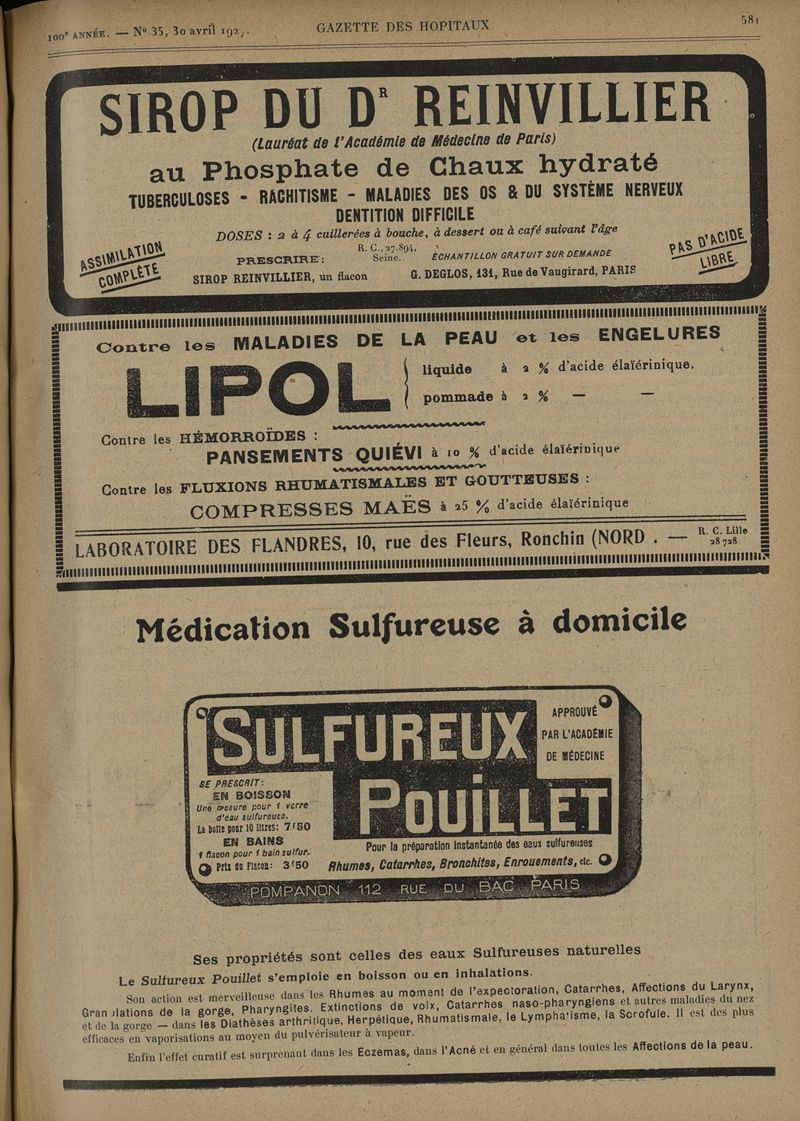 100e ANNÉE. — No 35, 30 avril 192
GAZETTE DES HOPITAUX
581
SIROP DU DR REINVILLIER
(Lauréat de l'Académie de Médecine de Paris)
au Phosphate de Chaux hydraté
TUBERCULOSES - RACHITISME - MALADIES DES OS & DU SYSTÈME NERVEUX
DENTITION DIFFICILE
DOSES : 2 à 4 cuillerées à bouche, à dessert ou à café suivant l'âge
ASSIMILATION
COMPLÈTE
PRESCRIRE :
SIROP REINVILLIER, un flacon
R. C., 27.894,
Seine.
ÉCHANTILLON GRATUIT SUR DEMANDE
G. DEGLOS, 131, Rue de Vaugirard, PARIS
PAS D'ACIDE
LIBRE
Contre les MALADIES DE LA PEAU et les ENGELURES
LIPOL
liquide à 2 % d'acide élaïérinique.
pommade à 2 % — —
Contre les HÉMORROÏDES :
PANSEMENTS QUIÉVI à 10 % d'acide élaïérinique
Contre les FLUXIONS RHUMATISMALES ET GOUTTEUSES :
COMPRESSES MAËS à 25 % d'acide élaïérinique
LABORATOIRE DES FLANDRES, 10, rue des Fleurs, Ronchin (NORD . — R. C. Lille
28 728
Médication Sulfureuse à domicile
SULFUREUX
POUILLET
APPROUVÉ
PAR L'ACADÉMIE
DE MÉDECINE
SE PRESCRIT :
EN BOISSON
Une mesure pour 1 verre
d'eau sulfureuse.
La boite pour 10 litres : 7f50
EN BAINS
1 flacon pour 1 bain sulfur.
Prix du Flacon : 3f50
Pour la préparation instantanée des eaux sulfureuses
Rhumes, Catarrhes, Bronchites, Enrouements, etc.
POMPANON 112 RUE DU BAC PARIS
Ses propriétés sont celles des eaux Sulfureuses naturelles
Le Sulfureux Pouillet s'emploie en boisson ou en inhalations.
Son action est merveilleuse dans les Rhumes au moment de l'expectoration, Catarrhes, Affections du Larynx,
Granulations de la gorge, Pharyngites. Extinctions de voix, Catarrhes naso-pharyngiens et autres maladies du nez
et de la gorge — dans les Diathèses arthritique, Herpétique, Rhumatismale, le Lymphatisme, la Scrofule. Il est des plus
efficaces en vaporisations au moyen du pulvérisateur à vapeur.
Enfin l'effet curatif est surprenant dans les Eczémas, dans l'Acné et en général dans toutes les Affections de la peau.